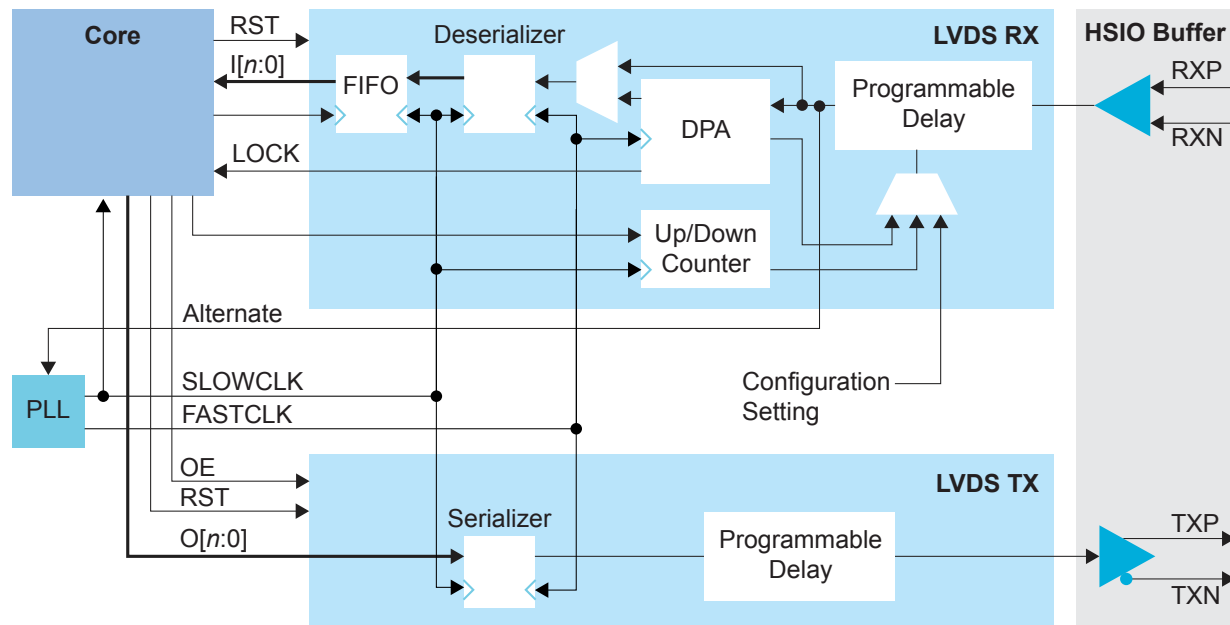 Core
RST
I[n:0]
FIFO
Deserializer
LVDS RX
HSIO Buffer
RXP
RXN
Programmable
Delay
DPA
LOCK
Up/Down
Counter
Alternate
PLL
SLOWCLK
FASTCLK
Configuration
Setting
OE
RST
O[n:0]
LVDS TX
Serializer
Programmable
Delay
TXP
TXN